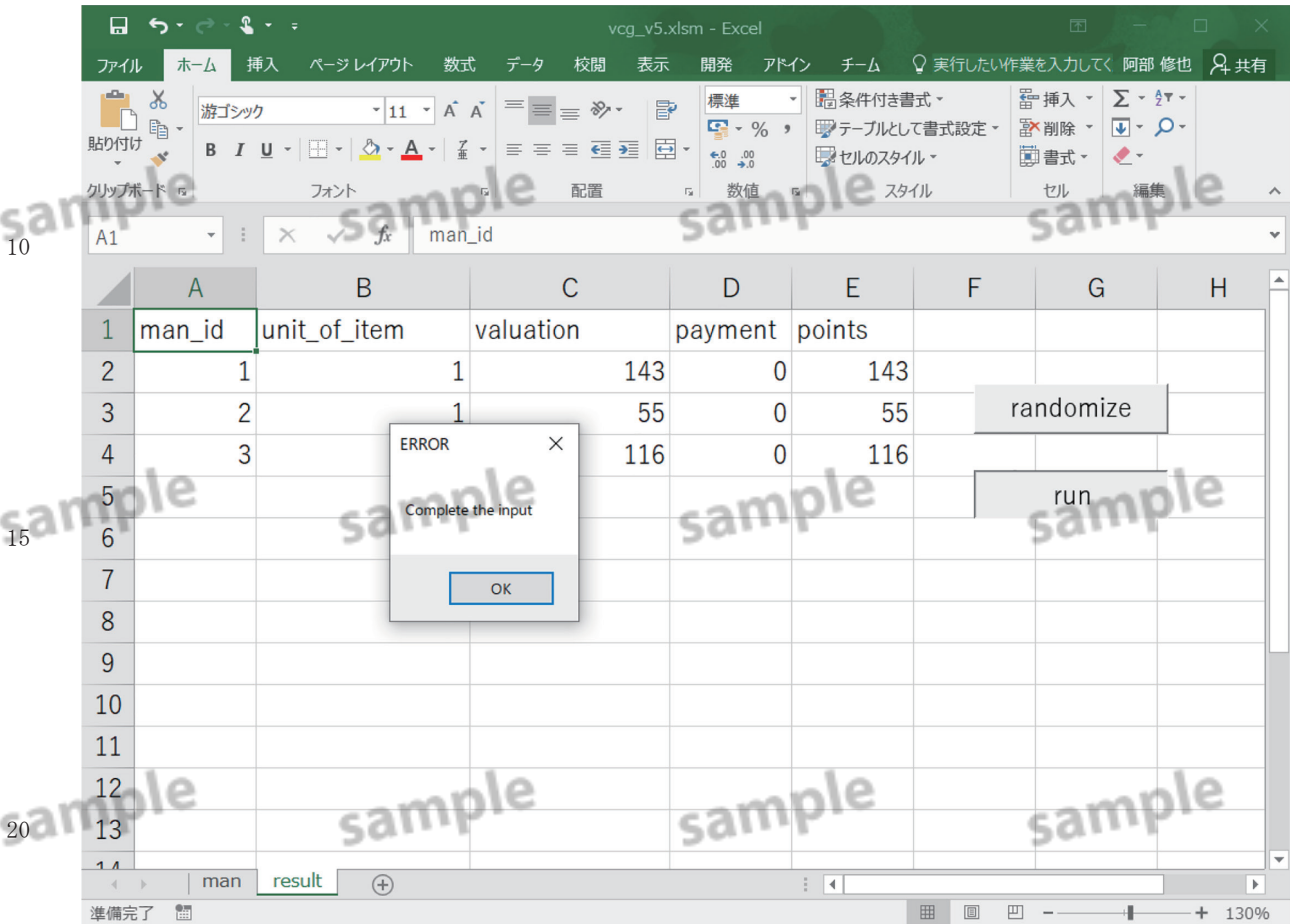 vcg_v5.xlsm - Excel
ファイル ホーム 挿入 ページ レイアウト 数式 データ 校閲 表示 開発 アドイン チーム 実行したい作業を入力してく 阿部 修也 共有
游ゴシック 11 A A 標準 条件付き書式 挿入 Σ
貼り付け B I U A % , テーブルとして書式設定 削除
.00 .0 .00 セルのスタイル 書式
クリップボード フォント 配置 数値 スタイル セル 編集
sample sample sample sample
10 A1 fx man_id
A B C D E F G H
1 man_id unit_of_item valuation payment points
2 1 1 143 0 143
3 2 1 55 0 55 randomize
4 3 116 0 116
ERROR
Complete the input
OK
5 run
sample sample sample sample
15 6
7
8
9
10
11
12
sample sample sample sample
20 13
14
man result
準備完了 130%